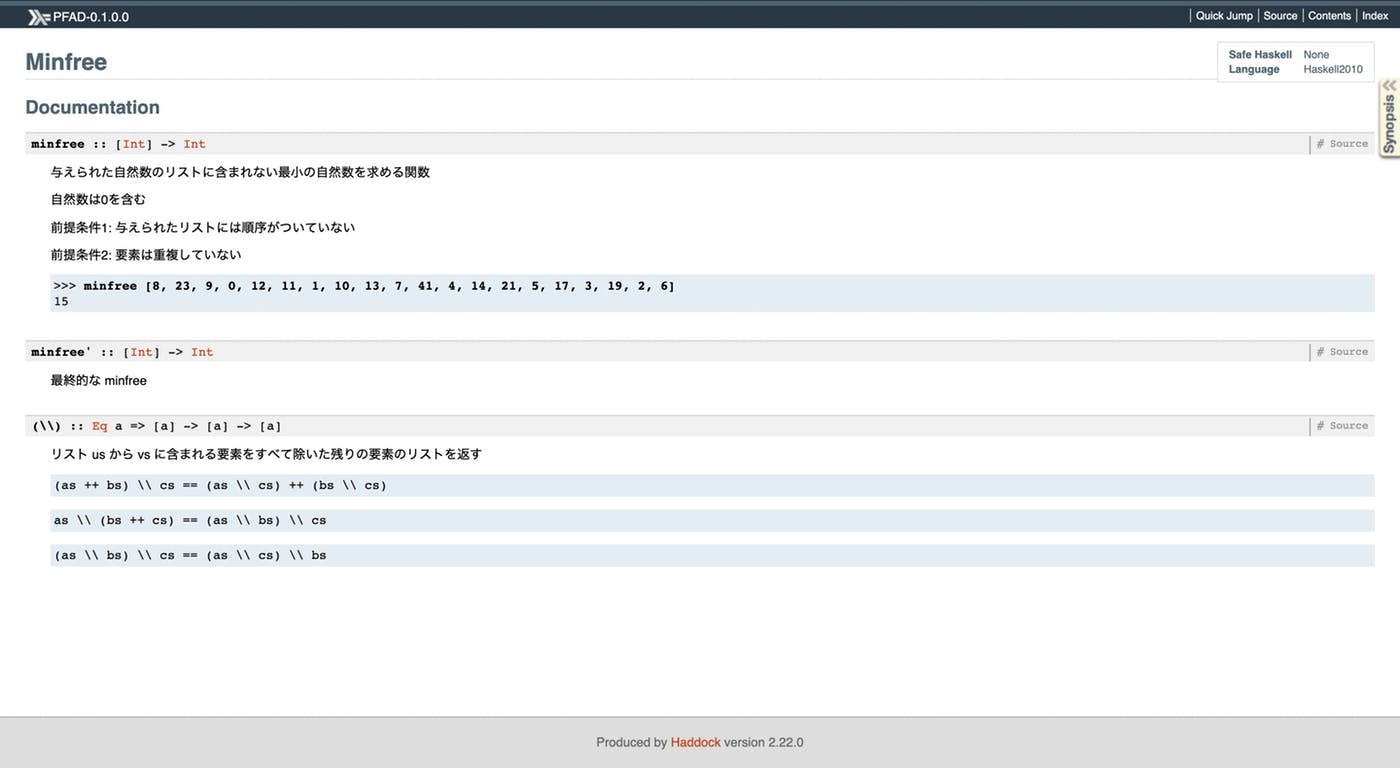 PFAD-0.1.0.0
Quick Jump Source Contents Index
Safe Haskell None
Language Haskell2010
Minfree
Synopsis
Documentation
minfree :: [Int] -> Int
# Source
与えられた自然数のリストに含まれない最小の自然数を求める関数
自然数は0を含む
前提条件1: 与えられたリストには順序がついていない
前提条件2: 要素は重複していない
>>> minfree [8, 23, 9, 0, 12, 11, 1, 10, 13, 7, 41, 4, 14, 21, 5, 17, 3, 19, 2, 6]
15
minfree' :: [Int] -> Int
# Source
最終的な minfree
(\\) :: Eq a => [a] -> [a] -> [a]
# Source
リスト us から vs に含まれる要素をすべて除いた残りの要素のリストを返す
(as ++ bs) \\ cs == (as \\ cs) ++ (bs \\ cs)
as \\ (bs ++ cs) == (as \\ bs) \\ cs
(as \\ bs) \\ cs == (as \\ cs) \\ bs
Produced by Haddock version 2.22.0